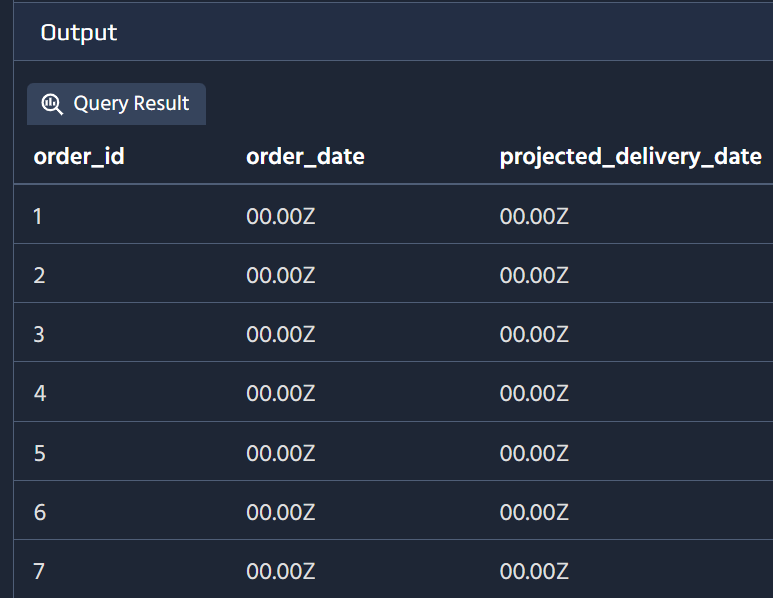 Output
Query Result
order_id order_date projected_delivery_date
1 00.00Z 00.00Z
2 00.00Z 00.00Z
3 00.00Z 00.00Z
4 00.00Z 00.00Z
5 00.00Z 00.00Z
6 00.00Z 00.00Z
7 00.00Z 00.00Z